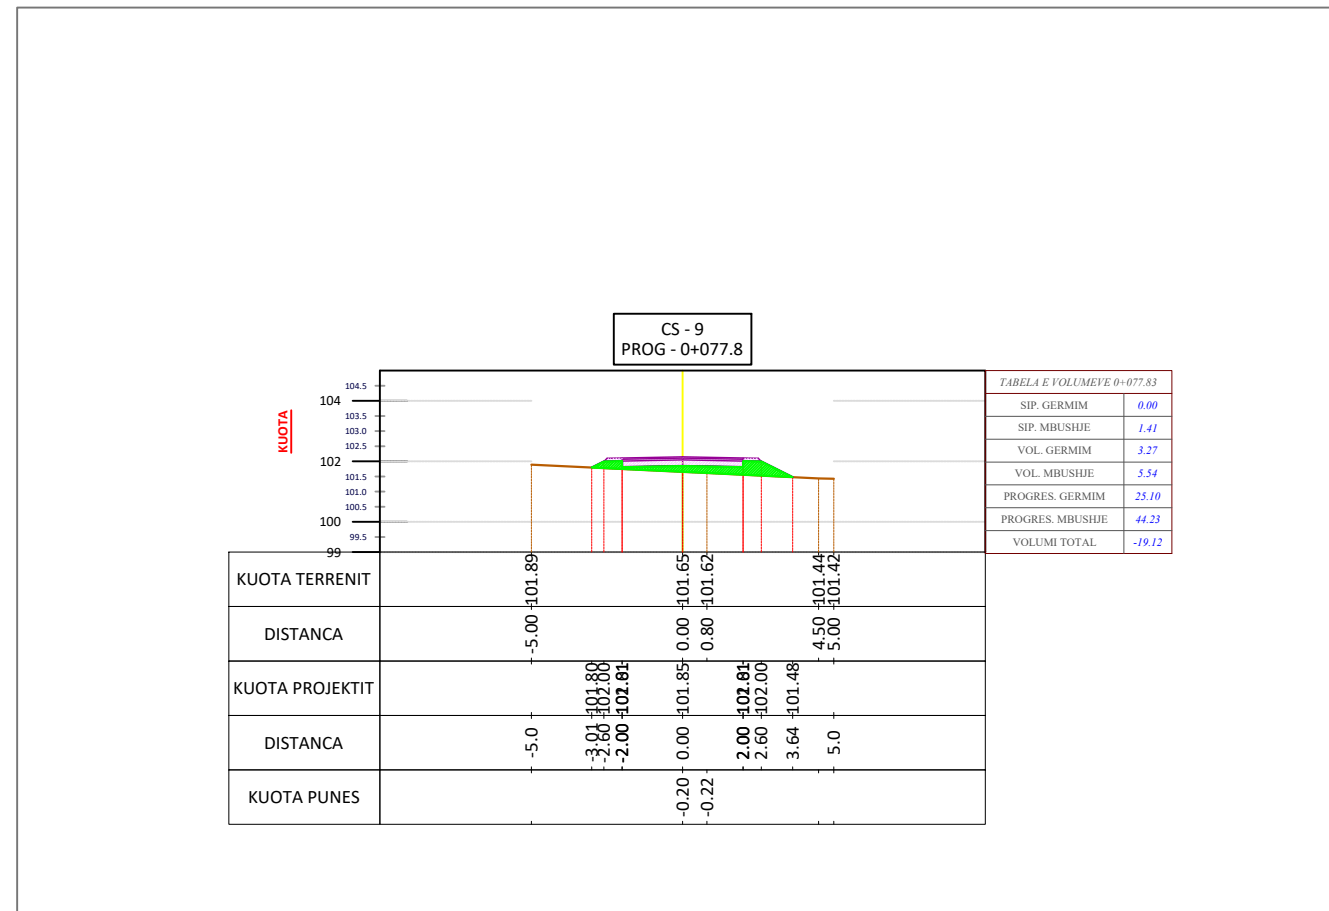 CS - 9
PROG - 0+077.8
KUOTA
104.5
104
103.5
103.0
102.5
102
101.5
101.0
100.5
100
99.5
99
TABELA E VOLUMEVE 0+077.83
SIP. GERMIM 0.00
SIP. MBUSHJE 1.41
VOL. GERMIM 3.27
VOL. MBUSHJE 5.54
PROGRES. GERMIM 25.10
PROGRES. MBUSHJE 44.23
VOLUMI TOTAL -19.12
KUOTA TERRENIT 101.89 101.65 101.62 101.44 101.42
DISTANCA -5.00 0.00 0.80 4.50 5.00
KUOTA PROJEKTIT 101.80 102.00 101.85 102.00 101.48
DISTANCA -5.0 -3.01 -2.60 -2.00 0.00 2.00 2.60 3.64 5.0
KUOTA PUNES -0.20 -0.22